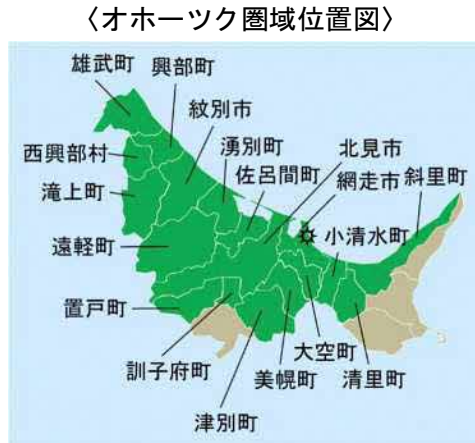 〈オホーツク圏域位置図〉
雄武町
興部町
紋別市
湧別町
北見市
西興部村
佐呂間町
網走市
斜里町
滝上町
小清水町
遠軽町
置戸町
大空町
訓子府町
美幌町
清里町
津別町